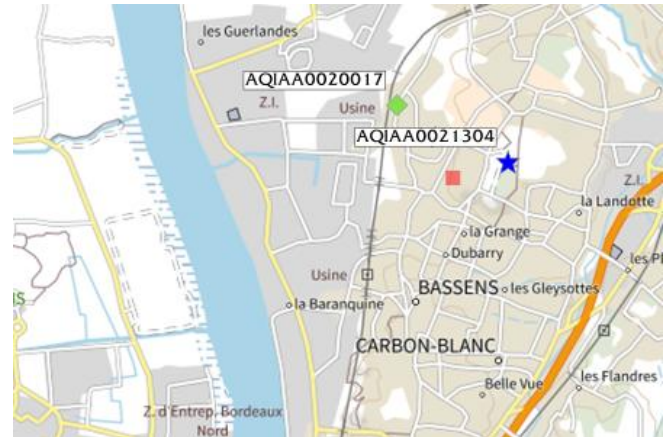 les Guerlandes
AQIAA0020017
Z.I.
Usine
AQIAA0021304
Z.I.
la Landotte
la Grange
Dubarry
les Pl
Usine
BASSENS
les Gleysottes
la Baranquine
CARBON-BLANC
Belle Vue
les Flandres
Z. d'Entrep. Bordeaux
Nord